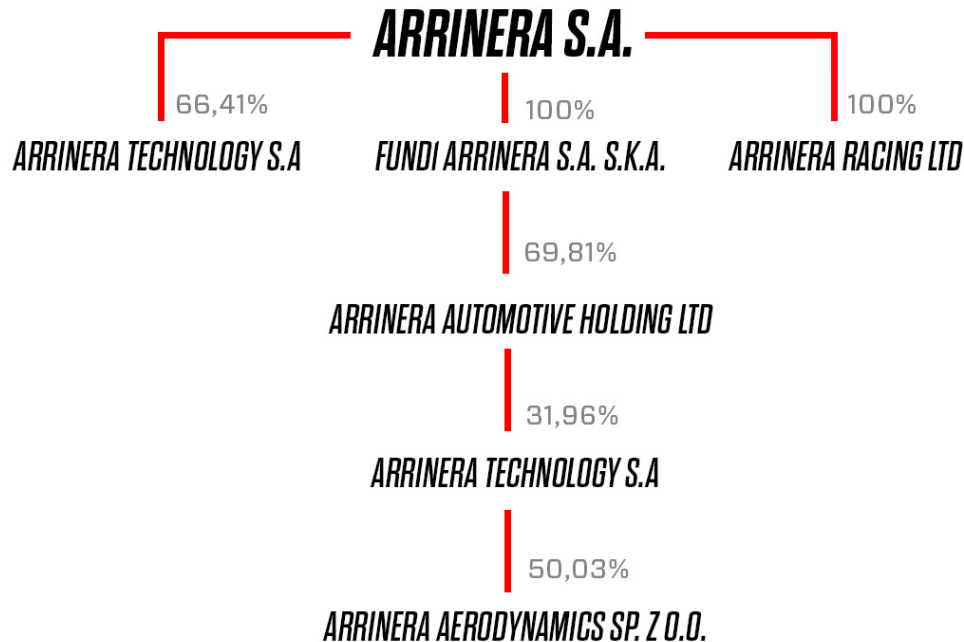 ARRINERA S.A.
66,41%
100%
100%
ARRINERA TECHNOLOGY S.A
FUND1 ARRINERA S.A. S.K.A.
ARRINERA RACING LTD
69,81%
ARRINERA AUTOMOTIVE HOLDING LTD
31,96%
ARRINERA TECHNOLOGY S.A
50,03%
ARRINERA AERODYNAMICS SP. Z O.O.